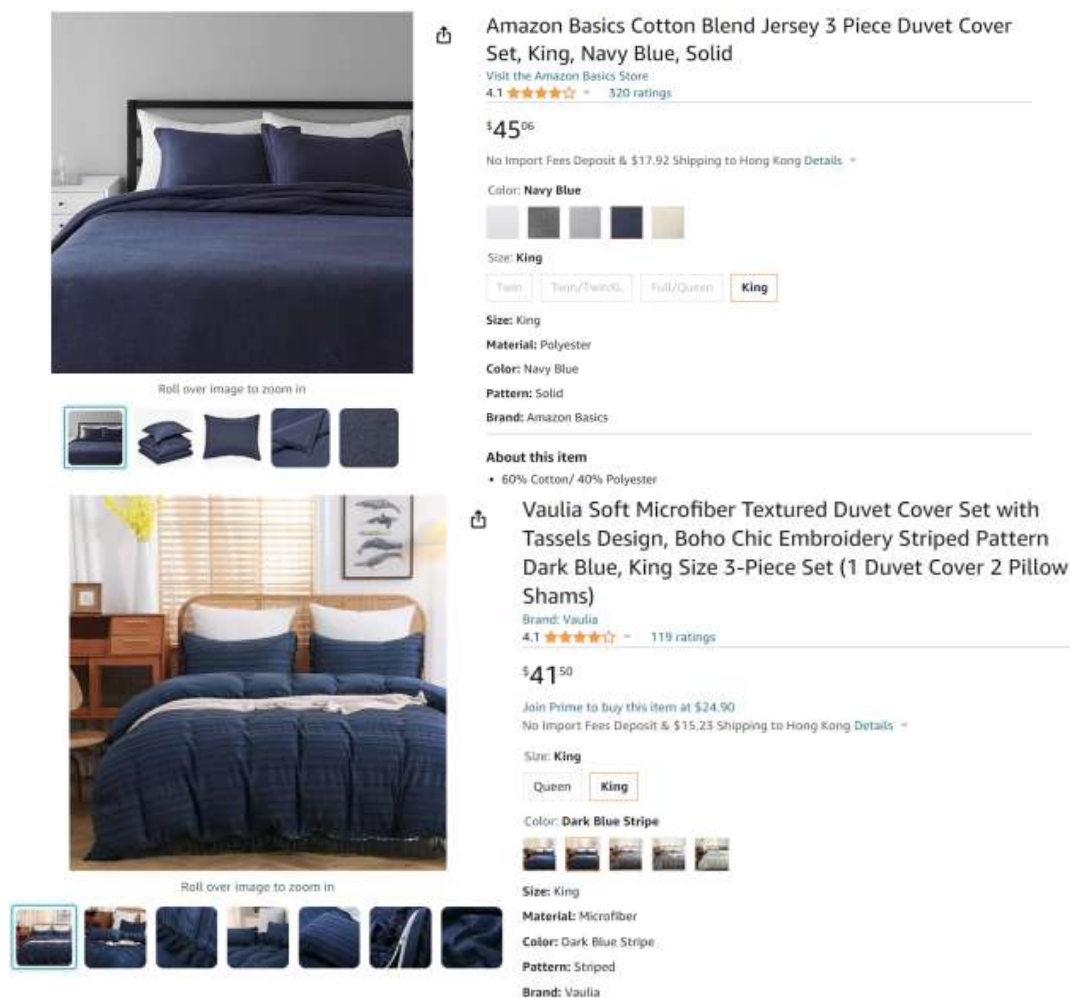 Amazon Basics Cotton Blend Jersey 3 Piece Duvet Cover
Set, King, Navy Blue, Solid
Visit the Amazon Basics Store
4.1 320 ratings
$4506
No Import Fees Deposit & $17.92 Shipping to Hong Kong Details
Color: Navy Blue
Size: King
Twin Twin/TwinXL Full/Queen King
Size: King
Material: Polyester
Color: Navy Blue
Pattern: Solid
Brand: Amazon Basics
Roll over image to zoom in
About this item
• 60% Cotton/ 40% Polyester
Vaulia Soft Microfiber Textured Duvet Cover Set with
Tassels Design, Boho Chic Embroidery Striped Pattern
Dark Blue, King Size 3-Piece Set (1 Duvet Cover 2 Pillow
Shams)
Brand: Vaulia
4.1 119 ratings
$4150
Join Prime to buy this item at $24.90
No Import Fees Deposit & $15.23 Shipping to Hong Kong Details
Size: King
Queen King
Color: Dark Blue Stripe
Roll over image to zoom in
Size: King
Material: Microfiber
Color: Dark Blue Stripe
Pattern: Striped
Brand: Vaulia